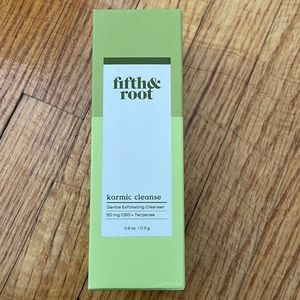 fifth&
root
karmic cleanse
Gentle Exfoliating Cleanser
50 mg CBD + Terpenes
0.6 oz / 17.5 g